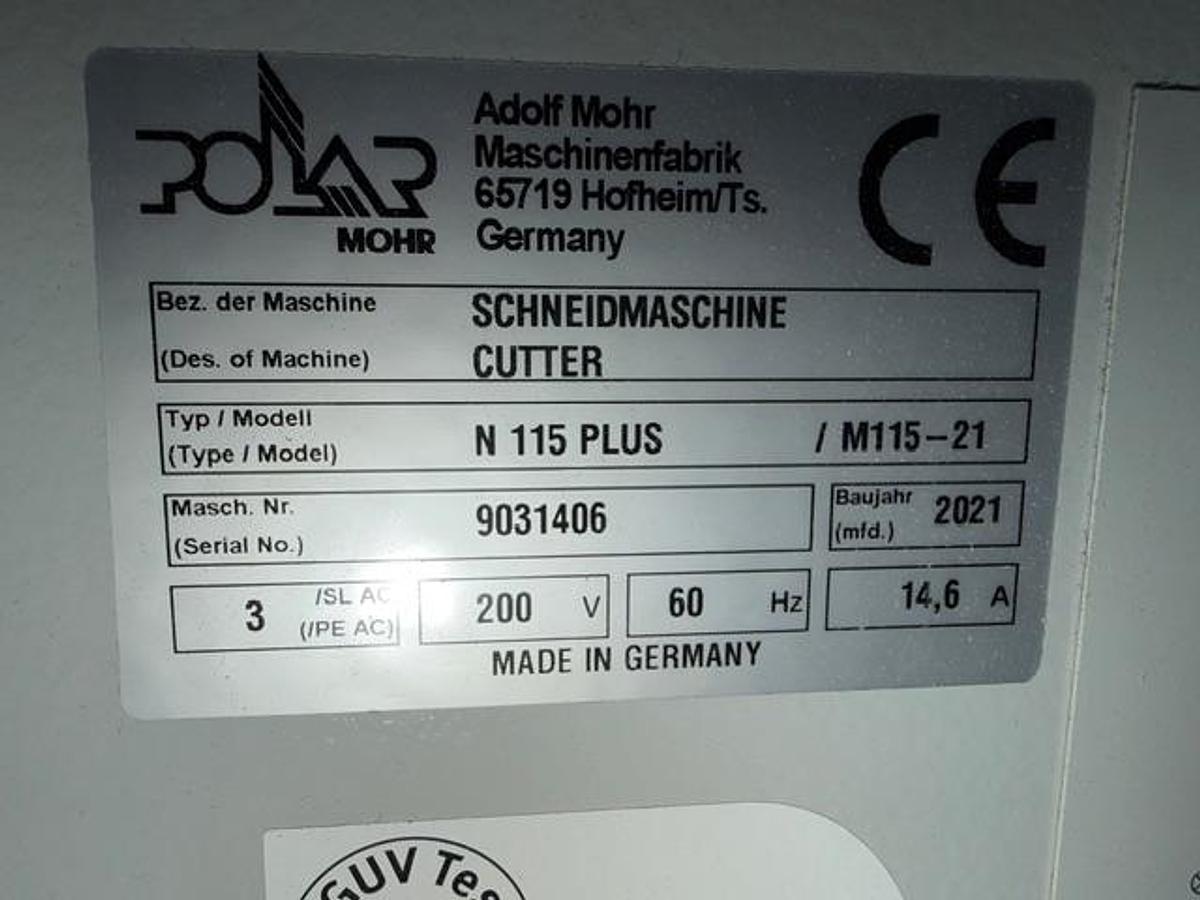 POLAR
MOHR
Adolf Mohr
Maschinenfabrik
65719 Hofheim/Ts.
Germany
CE
Bez. der Maschine
(Des. of Machine)
SCHNEIDMASCHINE
CUTTER
Typ / Modell
(Type / Model)
N 115 PLUS / M115-21
Masch. Nr.
(Serial No.)
9031406
Baujahr
(mfd.)
2021
3 /SL AC
(/PE AC)
200 V
60 Hz
14,6 A
MADE IN GERMANY
GUV Tes